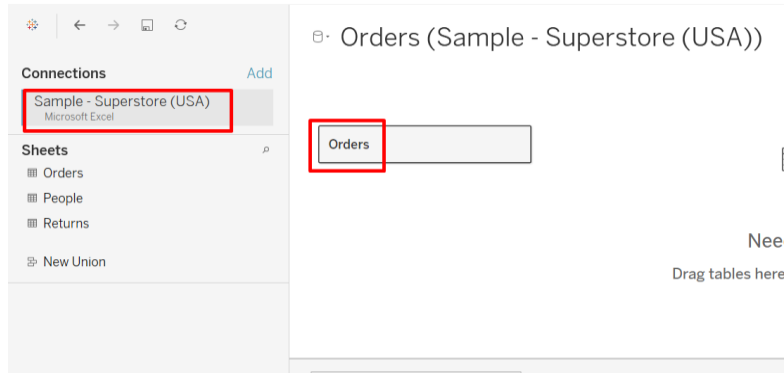 Orders (Sample - Superstore (USA))
Connections
Add
Sample - Superstore (USA)
Microsoft Excel
Sheets
Orders
People
Returns
New Union
Orders
Nee
Drag tables here